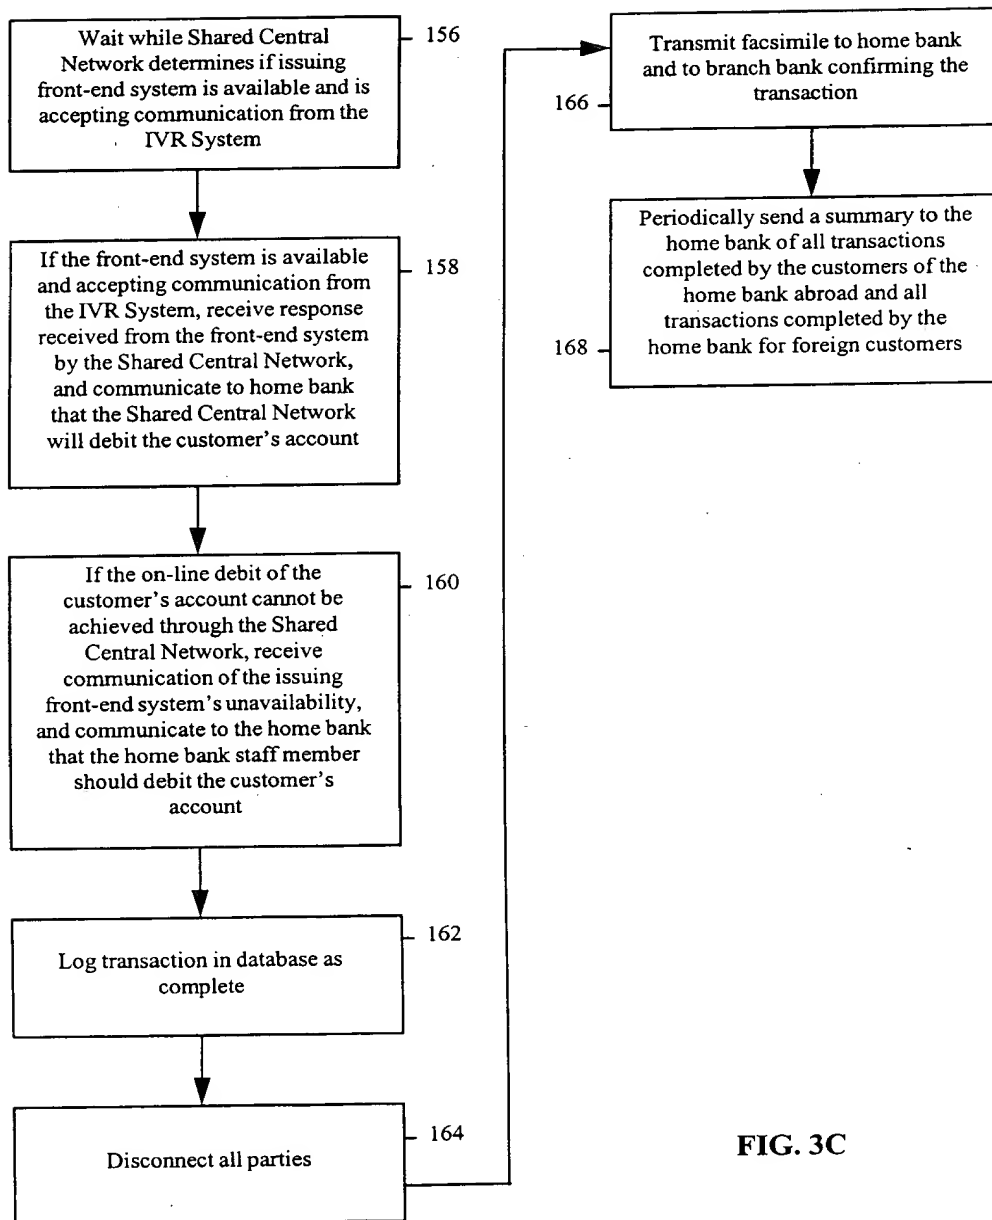 Wait while Shared Central
Network determines if issuing
front-end system is available and is
accepting communication from the
IVR System
156
If the front-end system is available
and accepting communication from
the IVR System, receive response
received from the front-end system
by the Shared Central Network,
and communicate to home bank
that the Shared Central Network
will debit the customer's account
158
If the on-line debit of the
customer's account cannot be
achieved through the Shared
Central Network, receive
communication of the issuing
front-end system's unavailability,
and communicate to the home bank
that the home bank staff member
should debit the customer's
account
160
Log transaction in database as
complete
162
Disconnect all parties
164
Transmit facsimile to home bank
and to branch bank confirming the
transaction
166
Periodically send a summary to the
home bank of all transactions
completed by the customers of the
home bank abroad and all
transactions completed by the
home bank for foreign customers
168
FIG. 3C